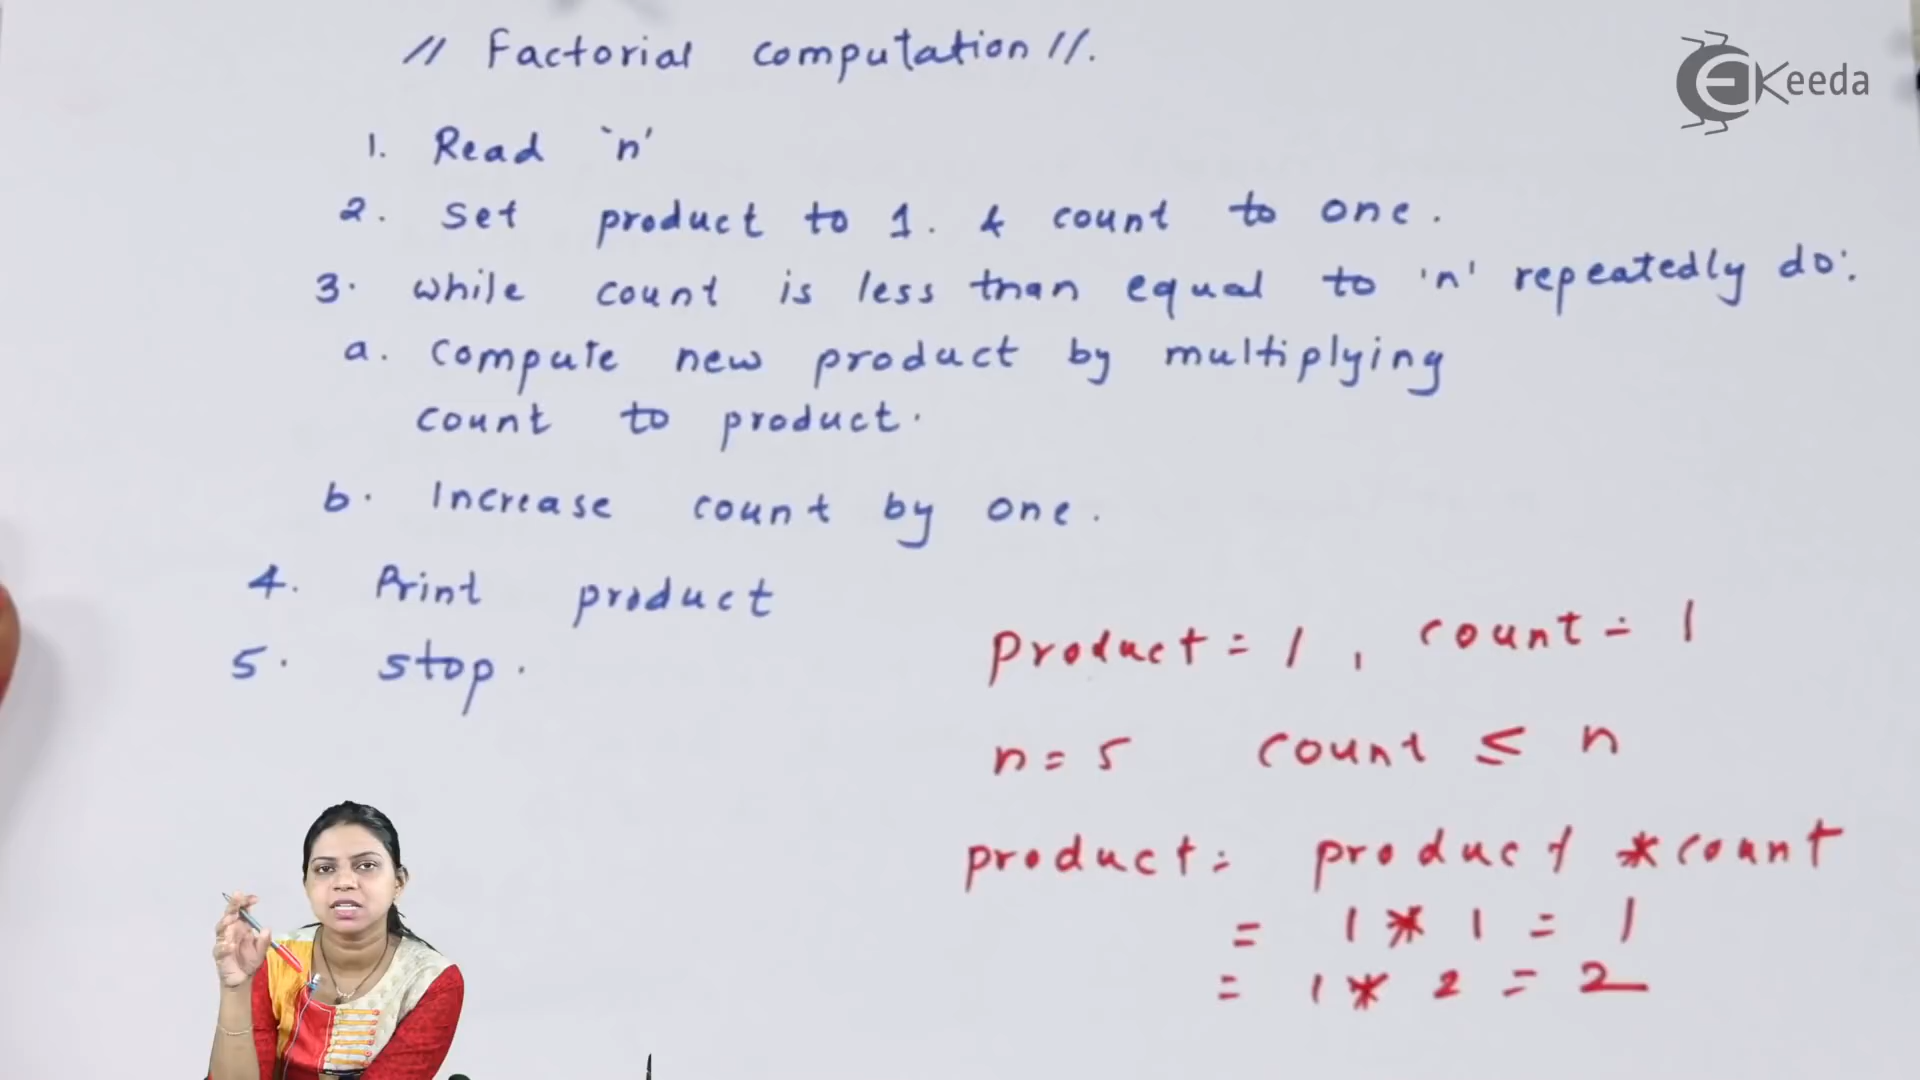 // Factorial computation //.
EKeeda
1. Read 'n'
2. Set product to 1. & count to one.
3. While count is less than equal to 'n' repeatedly do:
a. Compute new product by multiplying
count to product.
b. Increase count by one.
4. Print product
5. Stop.
Product = 1, count = 1
n = 5 count ≤ n
product = product * count
= 1 * 1 = 1
= 1 * 2 = 2